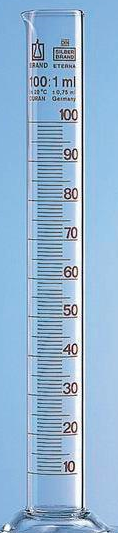 BRAND
SILBER
BRAND
ETERNA
100:1 ml
in 20 °C ± 0,75 ml
DURAN Germany
100
90
80
70
60
50
40
30
20
10